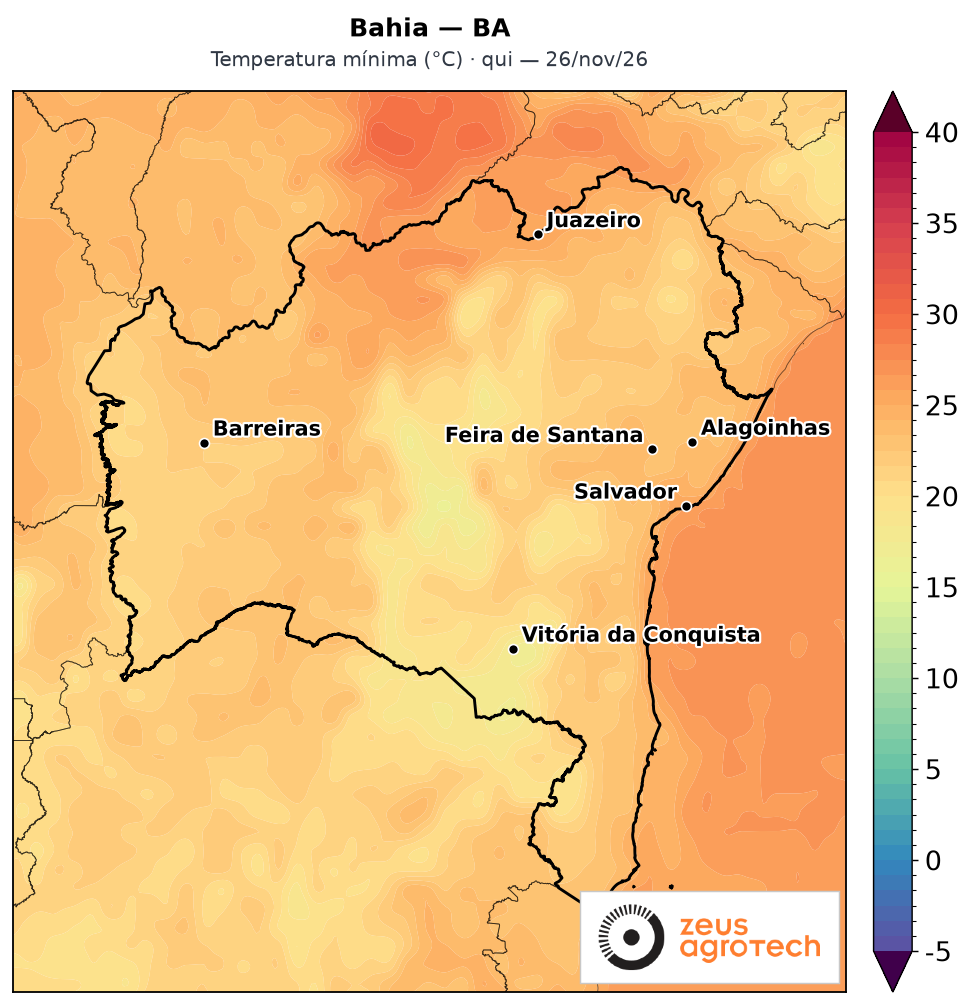 Bahia — BA
Temperatura mínima (°C) · qui — 26/nov/26
40
35
30
25
20
15
10
5
0
-5
Juazeiro
Barreiras
Feira de Santana
Alagoinhas
Salvador
Vitória da Conquista
zeus
agrotech